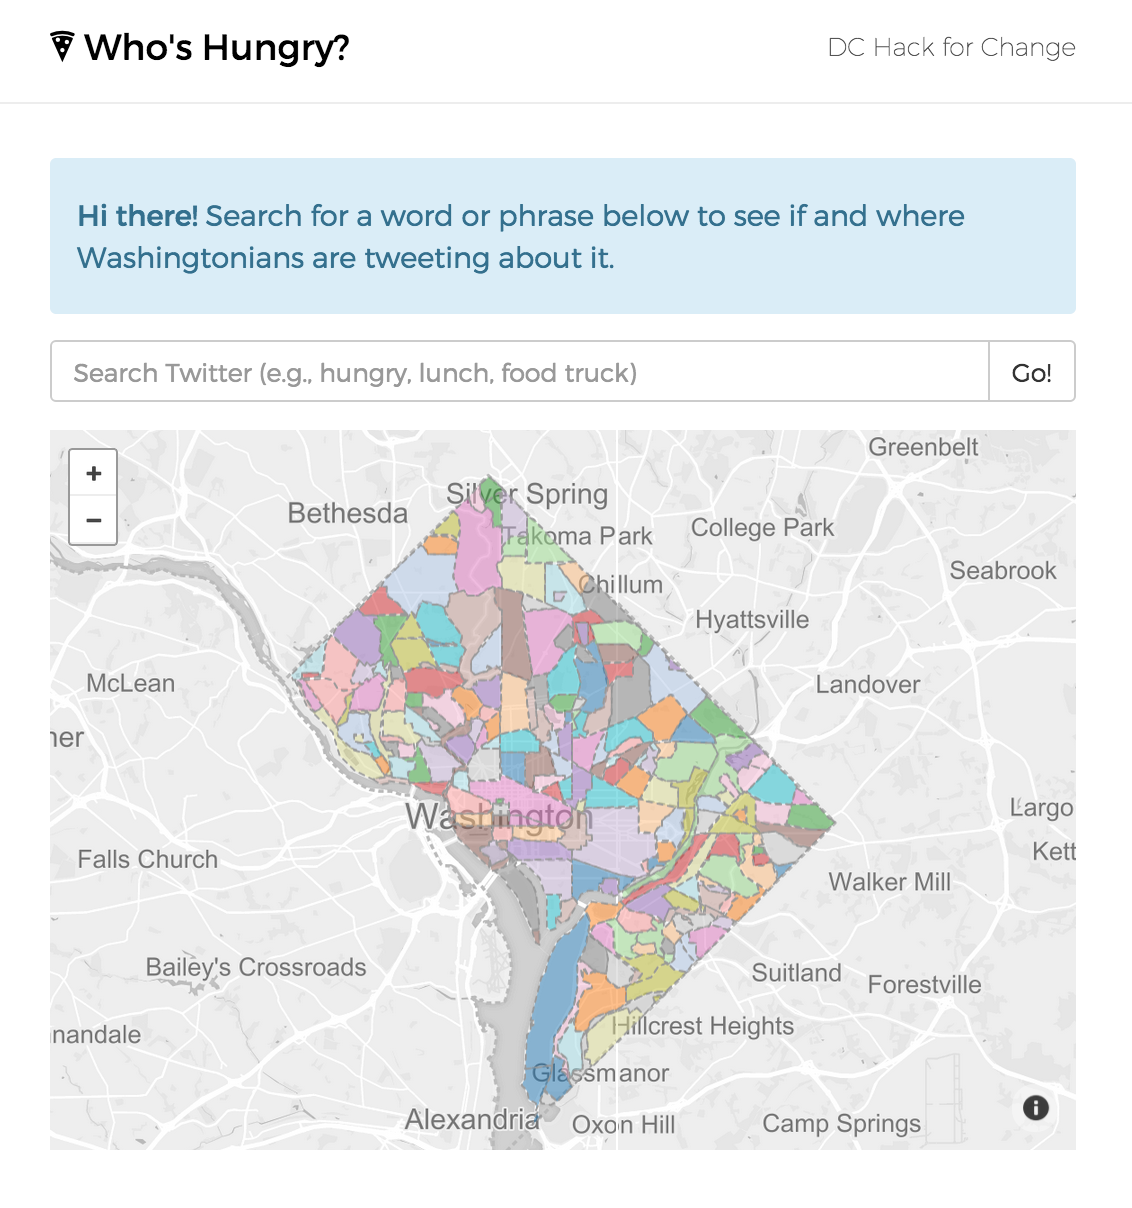 Who's Hungry?
DC Hack for Change
Hi there! Search for a word or phrase below to see if and where
Washingtonians are tweeting about it.
Search Twitter (e.g., hungry, lunch, food truck)
Go!
+
−
Greenbelt
Silver Spring
Bethesda
Takoma Park
College Park
Seabrook
Chillum
Hyattsville
McLean
Landover
ner
Largo
Washington
Kett
Falls Church
Walker Mill
Bailey's Crossroads
Suitland
Forestville
nandale
Hillcrest Heights
Glassmanor
Alexandria
Oxon Hill
Camp Springs